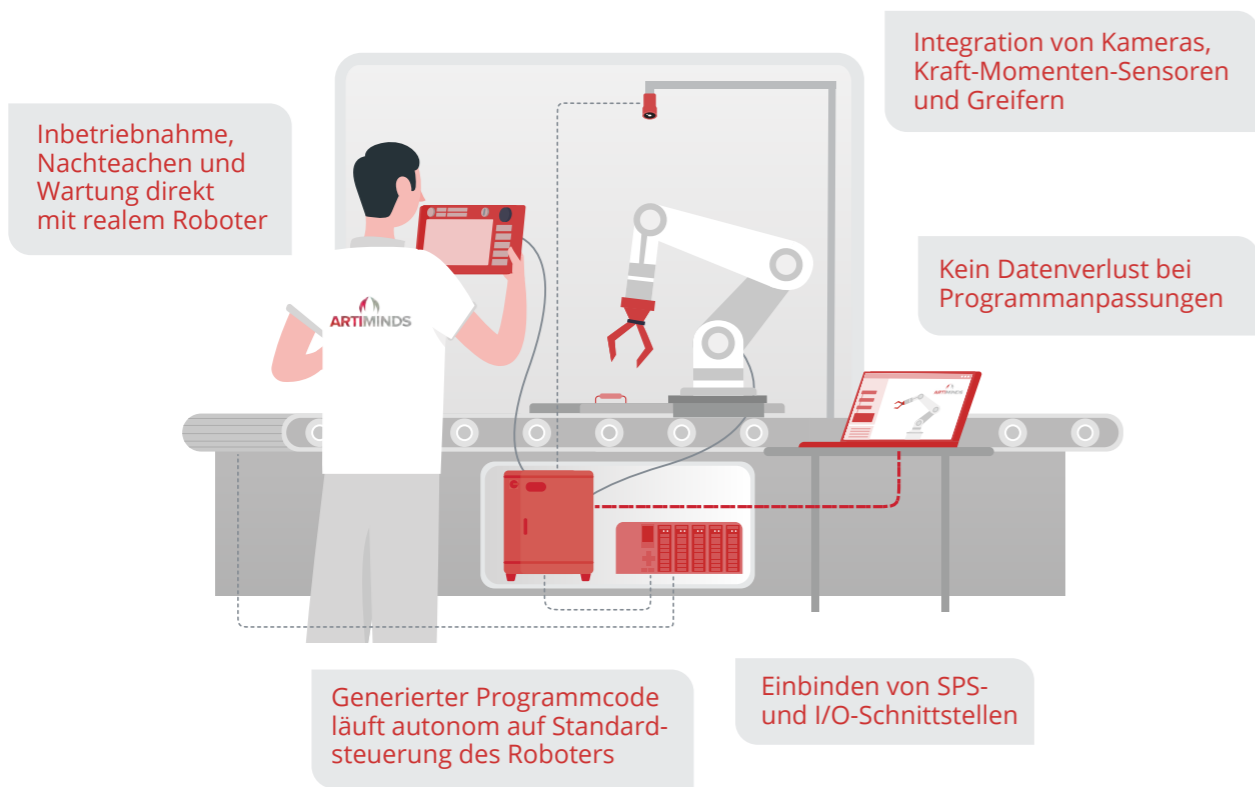 Integration von Kameras,
Kraft-Momenten-Sensoren
und Greifern
Inbetriebnahme,
Nachteachen und
Wartung direkt
mit realem Roboter
Kein Datenverlust bei
Programmanpassungen
ARTIMINDS
ARTIMINDS
Generierter Programmcode
läuft autonom auf Standard-
steuerung des Roboters
Einbinden von SPS-
und I/O-Schnittstellen